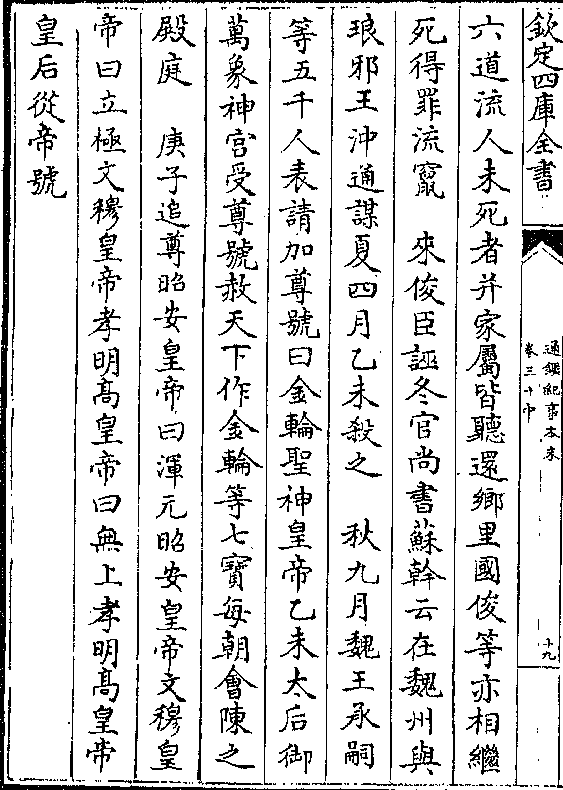 欽定四庫全書
通鑑紀事本末
卷三十中
十九
六道流人未死者并家屬皆聽還鄉里國俊等亦相繼
死得罪流竄　來俊臣誣冬官尚書蘇幹云在魏州與
琅邪王沖通謀夏四月乙未殺之　秋九月魏王承嗣
等五千人表請加尊號曰金輪聖神皇帝乙未太后御
萬象神宮受尊號赦天下作金輪等七寶每朝會陳之
殿庭　庚子追尊昭安皇帝曰渾元昭安皇帝文穆皇
帝曰立極文穆皇帝孝明髙皇帝曰無上孝明髙皇帝
皇后從帝號